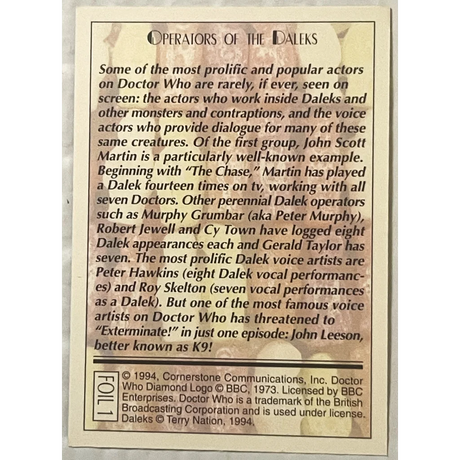 OPERATORS OF THE DALEKS
Some of the most prolific and popular actors
on Doctor Who are rarely, if ever, seen on
screen: the actors who work inside Daleks and
other monsters and contraptions, and the voice
actors who provide dialogue for many of these
same creatures. Of the first group, John Scott
Martin is a particularly well-known example.
Beginning with “The Chase,” Martin has played
a Dalek fourteen times on tv, working with all
seven Doctors. Other perennial Dalek operators
such as Murphy Grumbar (aka Peter Murphy),
Robert Jewell and Cy Town have logged eight
Dalek appearances each and Gerald Taylor has
seven. The most prolific Dalek voice artists are
Peter Hawkins (eight Dalek vocal performanc-
es) and Roy Skelton (seven vocal performances
as a Dalek). But one of the most famous voice
artists on Doctor Who has threatened to
“Exterminate!” in just one episode: John Leeson,
better known as K9!
FOIL 1
© 1994, Cornerstone Communications, Inc. Doctor
Who Diamond Logo © BBC, 1973. Licensed by BBC
Enterprises. Doctor Who is a trademark of the British
Broadcasting Corporation and is used under license.
Daleks © Terry Nation, 1994.